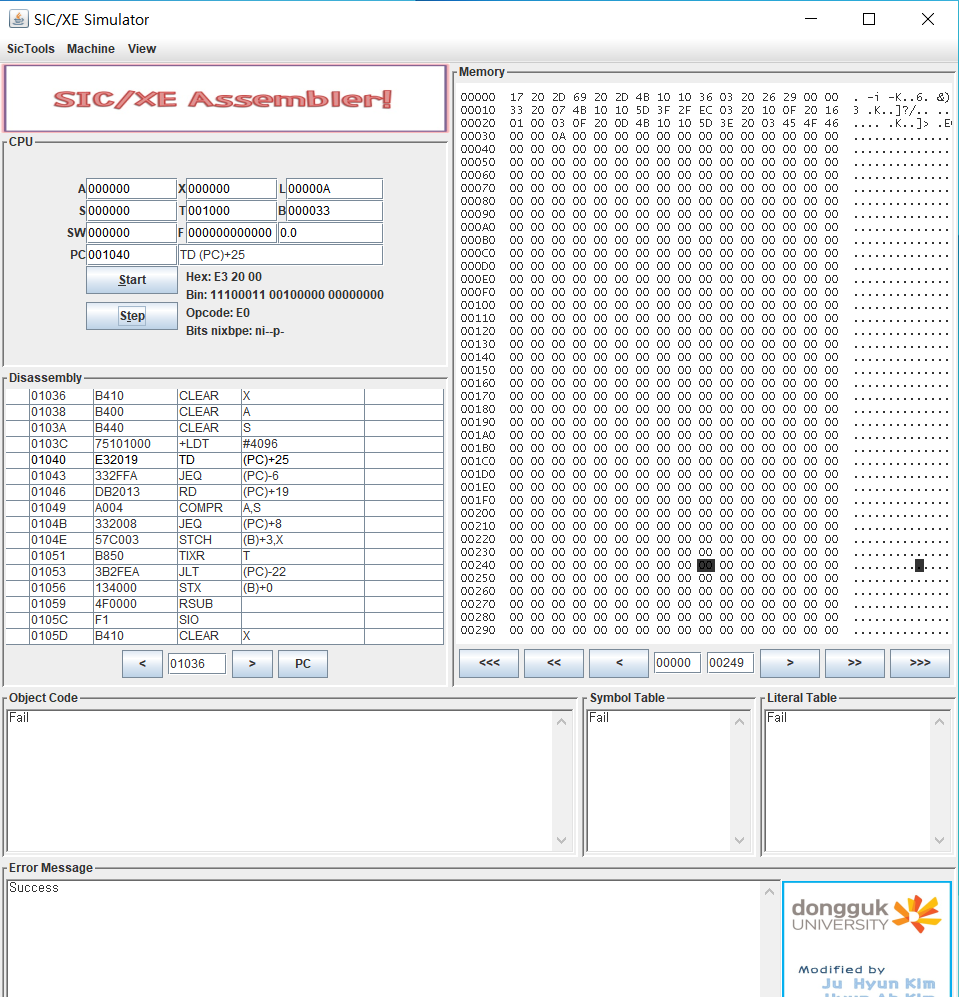 SIC/XE Simulator
SicTools Machine View
SIC/XE Assembler!
CPU
A 000000 X 000000 L 00000A
S 000000 T 001000 B 000033
SW 000000 F 000000000000 0.0
PC 001040 TD (PC)+25
Start
Hex: E3 20 00
Bin: 11100011 00100000 00000000
Step
Opcode: E0
Bits nixbpe: ni--p-
Disassembly
01036 B410 CLEAR X
01038 B400 CLEAR A
0103A B440 CLEAR S
0103C 75101000 +LDT #4096
01040 E32019 TD (PC)+25
01043 332FFA JEQ (PC)-6
01046 DB2013 RD (PC)+19
01049 A004 COMPR A,S
0104B 332008 JEQ (PC)+8
0104E 57C003 STCH (B)+3,X
01051 B850 TIXR T
01053 3B2FEA JLT (PC)-22
01056 134000 STX (B)+0
01059 4F0000 RSUB
0105C F1 SIO
0105D B410 CLEAR X
< 01036 > PC
Memory
00000 17 20 2D 69 20 2D 4B 10 10 36 03 20 26 29 00 00 . -i -K..6. &)
00010 33 20 07 4B 10 10 5D 3F 2F EC 03 20 10 0F 20 16 3 .K..]?/.. ..
00020 01 00 03 0F 20 0D 4B 10 10 5D 3E 20 03 45 4F 46 .... .K..]> .E
00030 00 00 0A 00 00 00 00 00 00 00 00 00 00 00 00 00 ..............
00040 00 00 00 00 00 00 00 00 00 00 00 00 00 00 00 00 ..............
00050 00 00 00 00 00 00 00 00 00 00 00 00 00 00 00 00 ..............
00060 00 00 00 00 00 00 00 00 00 00 00 00 00 00 00 00 ..............
00070 00 00 00 00 00 00 00 00 00 00 00 00 00 00 00 00 ..............
00080 00 00 00 00 00 00 00 00 00 00 00 00 00 00 00 00 ..............
00090 00 00 00 00 00 00 00 00 00 00 00 00 00 00 00 00 ..............
000A0 00 00 00 00 00 00 00 00 00 00 00 00 00 00 00 00 ..............
000B0 00 00 00 00 00 00 00 00 00 00 00 00 00 00 00 00 ..............
000C0 00 00 00 00 00 00 00 00 00 00 00 00 00 00 00 00 ..............
000D0 00 00 00 00 00 00 00 00 00 00 00 00 00 00 00 00 ..............
000E0 00 00 00 00 00 00 00 00 00 00 00 00 00 00 00 00 ..............
000F0 00 00 00 00 00 00 00 00 00 00 00 00 00 00 00 00 ..............
00100 00 00 00 00 00 00 00 00 00 00 00 00 00 00 00 00 ..............
00110 00 00 00 00 00 00 00 00 00 00 00 00 00 00 00 00 ..............
00120 00 00 00 00 00 00 00 00 00 00 00 00 00 00 00 00 ..............
00130 00 00 00 00 00 00 00 00 00 00 00 00 00 00 00 00 ..............
00140 00 00 00 00 00 00 00 00 00 00 00 00 00 00 00 00 ..............
00150 00 00 00 00 00 00 00 00 00 00 00 00 00 00 00 00 ..............
00160 00 00 00 00 00 00 00 00 00 00 00 00 00 00 00 00 ..............
00170 00 00 00 00 00 00 00 00 00 00 00 00 00 00 00 00 ..............
00180 00 00 00 00 00 00 00 00 00 00 00 00 00 00 00 00 ..............
00190 00 00 00 00 00 00 00 00 00 00 00 00 00 00 00 00 ..............
001A0 00 00 00 00 00 00 00 00 00 00 00 00 00 00 00 00 ..............
001B0 00 00 00 00 00 00 00 00 00 00 00 00 00 00 00 00 ..............
001C0 00 00 00 00 00 00 00 00 00 00 00 00 00 00 00 00 ..............
001D0 00 00 00 00 00 00 00 00 00 00 00 00 00 00 00 00 ..............
001E0 00 00 00 00 00 00 00 00 00 00 00 00 00 00 00 00 ..............
001F0 00 00 00 00 00 00 00 00 00 00 00 00 00 00 00 00 ..............
00200 00 00 00 00 00 00 00 00 00 00 00 00 00 00 00 00 ..............
00210 00 00 00 00 00 00 00 00 00 00 00 00 00 00 00 00 ..............
00220 00 00 00 00 00 00 00 00 00 00 00 00 00 00 00 00 ..............
00230 00 00 00 00 00 00 00 00 00 00 00 00 00 00 00 00 ..............
00240 00 00 00 00 00 00 00 00 00 00 00 00 00 00 00 00 ..............
00250 00 00 00 00 00 00 00 00 00 00 00 00 00 00 00 00 ..............
00260 00 00 00 00 00 00 00 00 00 00 00 00 00 00 00 00 ..............
00270 00 00 00 00 00 00 00 00 00 00 00 00 00 00 00 00 ..............
00280 00 00 00 00 00 00 00 00 00 00 00 00 00 00 00 00 ..............
00290 00 00 00 00 00 00 00 00 00 00 00 00 00 00 00 00 ..............
<<< << < 00000 00249 > >> >>>
Object Code
Fail
Symbol Table
Fail
Literal Table
Fail
Error Message
Success
dongguk
UNIVERSITY
Modified by
Ju Hyun Kim